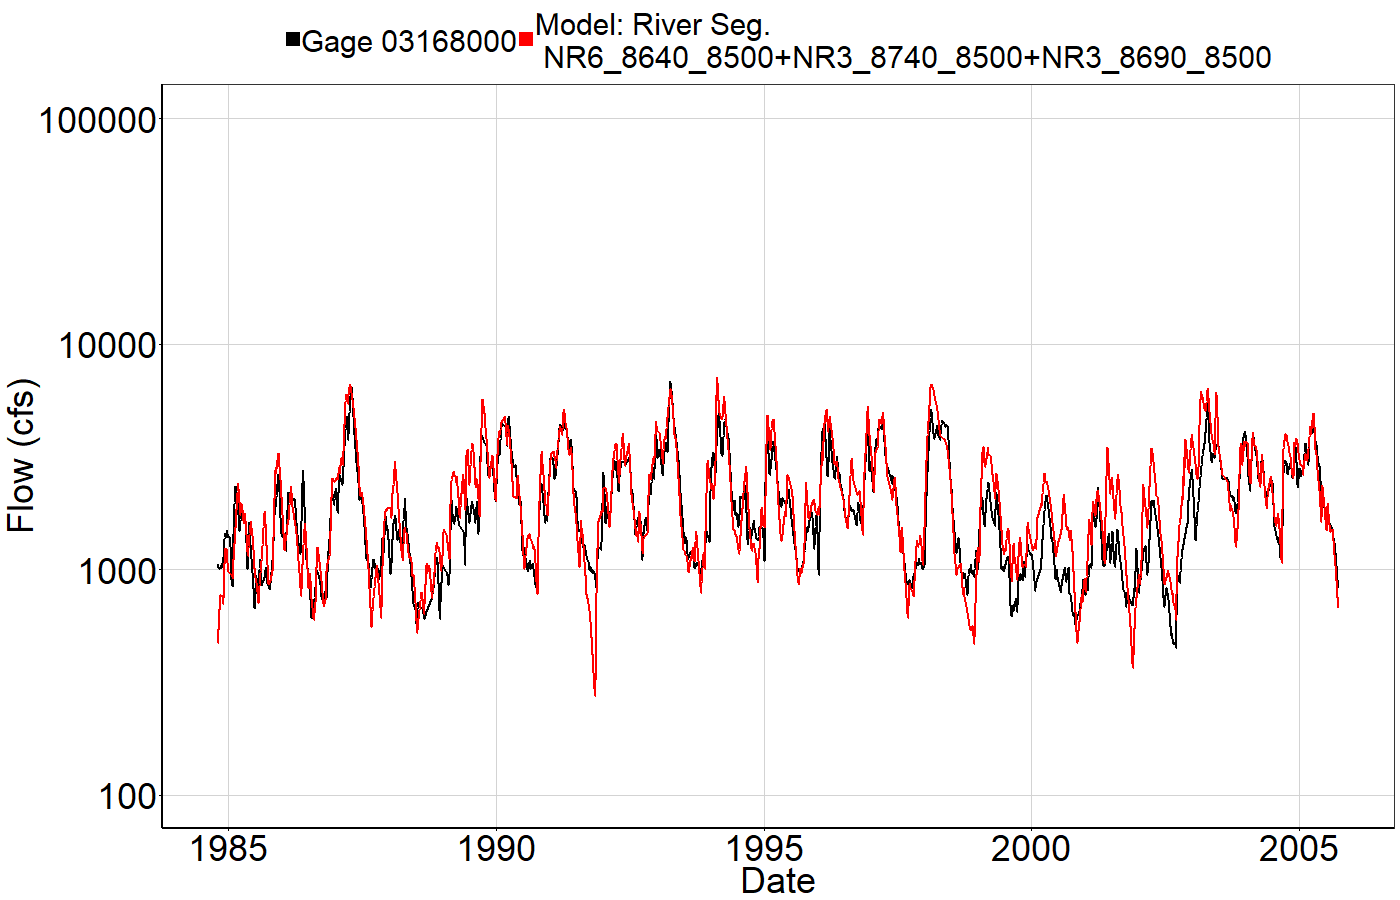 Gage 03168000
Model: River Seg.
NR6_8640_8500+NR3_8740_8500+NR3_8690_8500
Flow (cfs)
100000
10000
1000
100
1985 1990 1995 2000 2005
Date